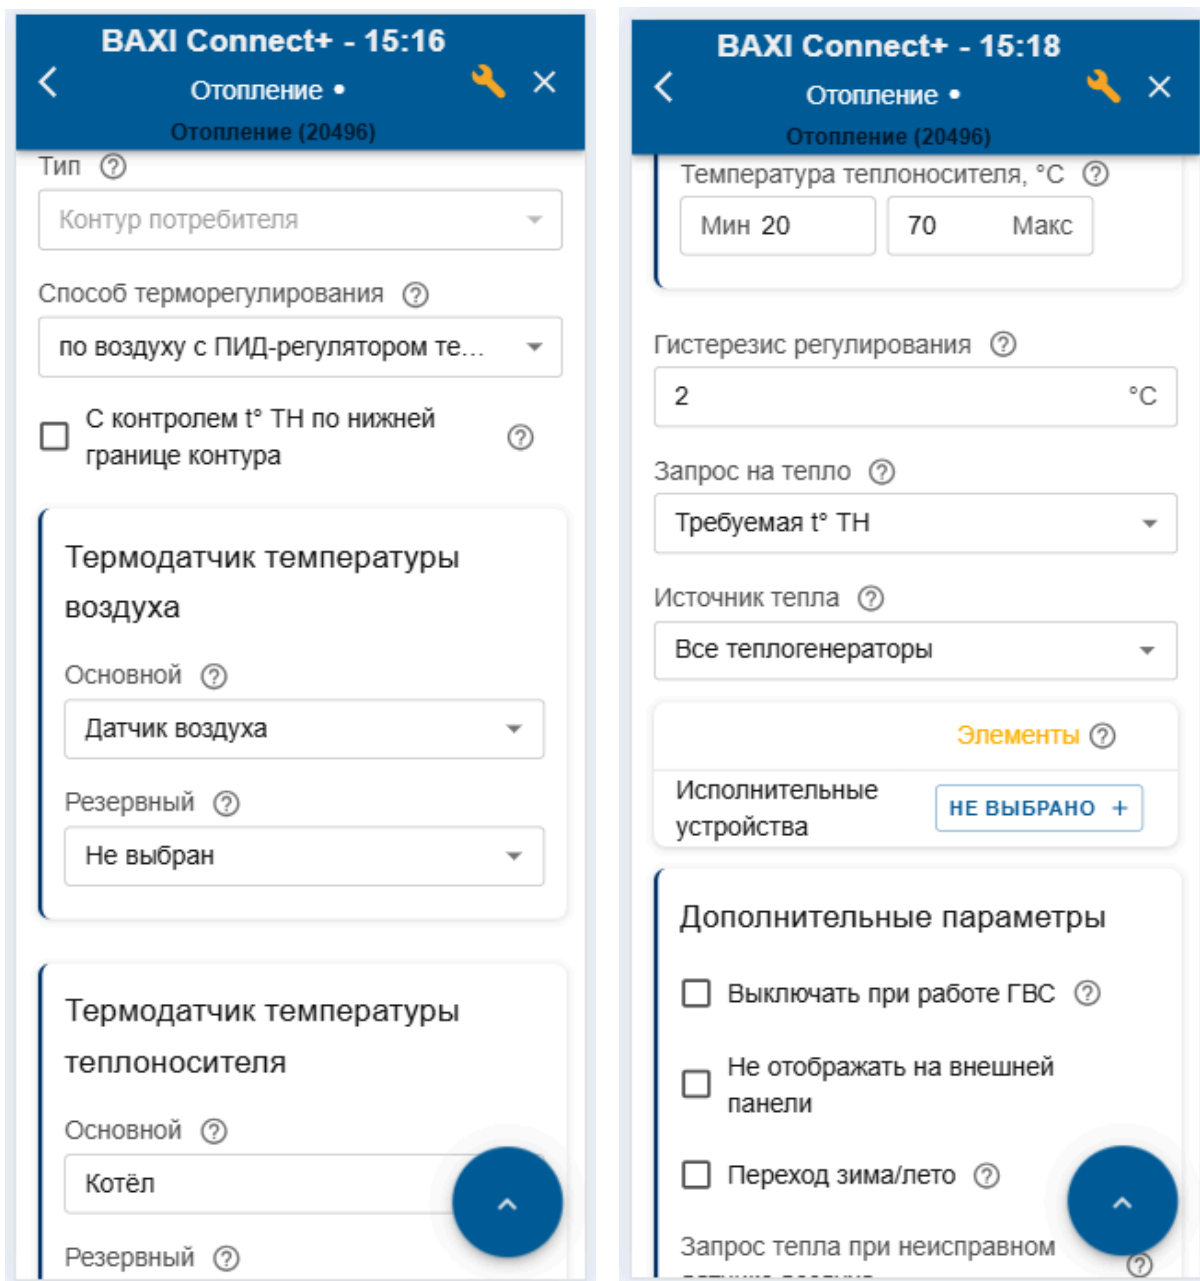 BAXI Connect+ - 15:16
Отопление •
Отопление (20496)
Тип
Контур потребителя
Способ терморегулирования
по воздуху с ПИД-регулятором те...
С контролем t° ТН по нижней
границе контура
Термодатчик температуры
воздуха
Основной
Датчик воздуха
Резервный
Не выбран
Термодатчик температуры
теплоносителя
Основной
Котёл
Резервный
BAXI Connect+ - 15:18
Отопление •
Отопление (20496)
Температура теплоносителя, °C
Мин 20 70 Макс
Гистерезис регулирования
2 °C
Запрос на тепло
Требуемая t° ТН
Источник тепла
Все теплогенераторы
Элементы
Исполнительные
устройства
НЕ ВЫБРАНО +
Дополнительные параметры
Выключать при работе ГВС
Не отображать на внешней
панели
Переход зима/лето
Запрос тепла при неисправном